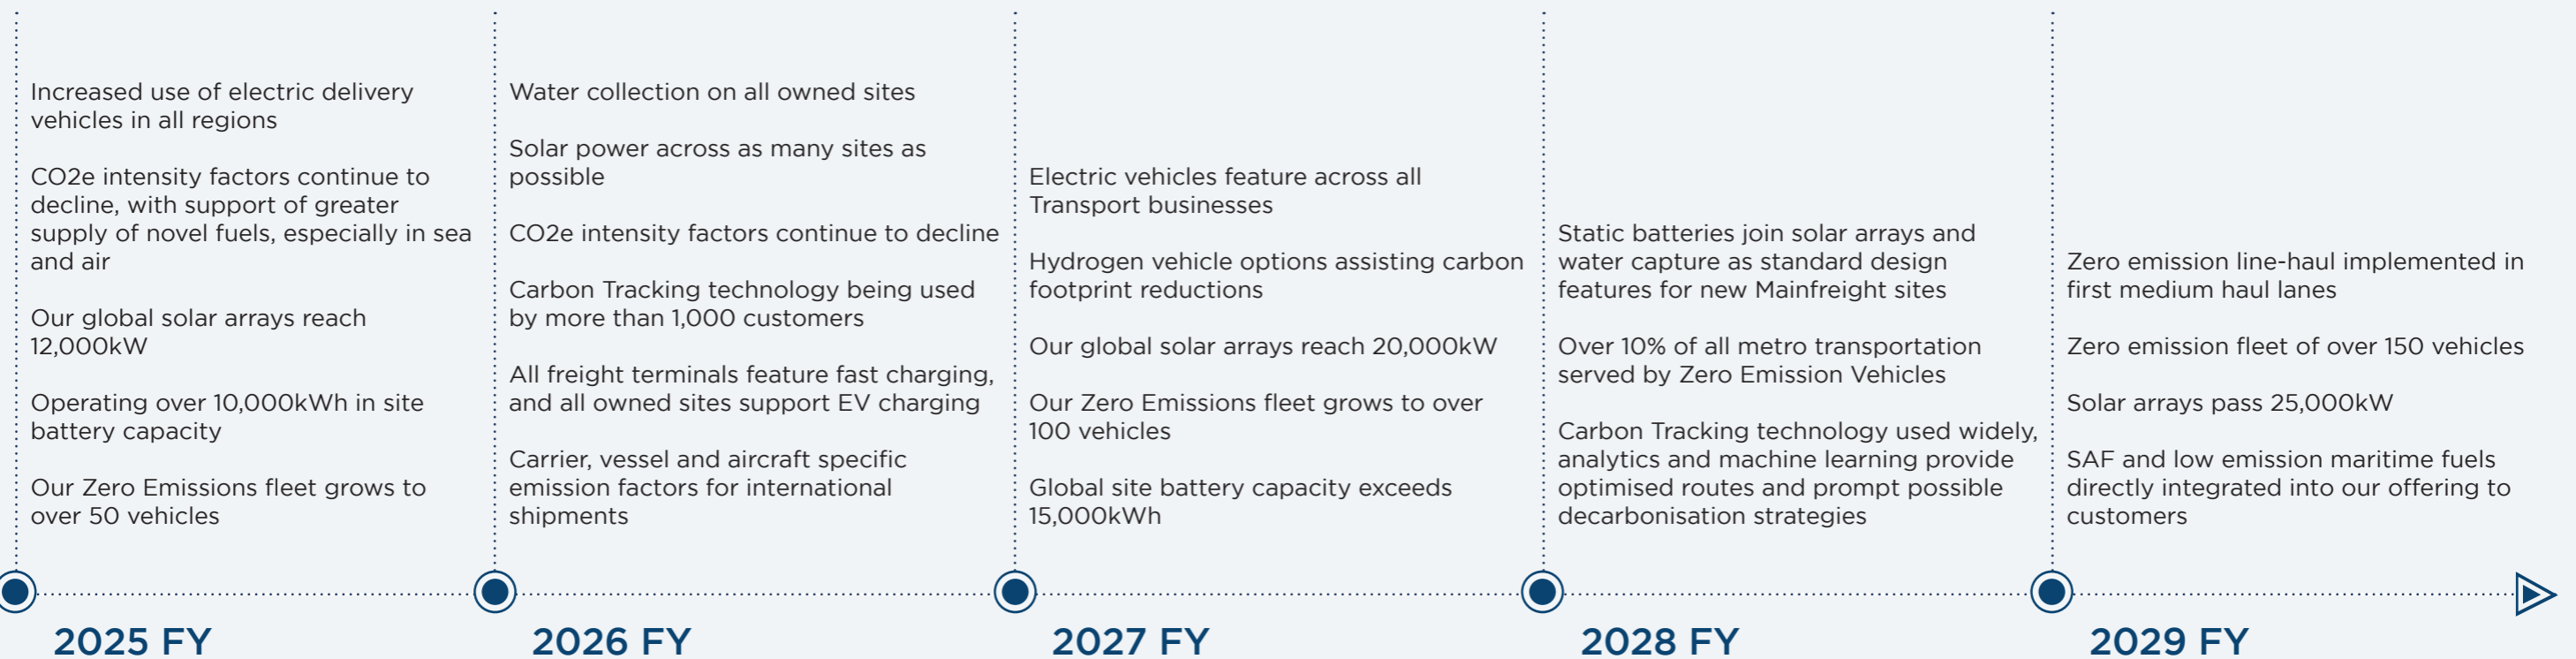 Increased use of electric delivery
vehicles in all regions
CO2e intensity factors continue to
decline, with support of greater
supply of novel fuels, especially in sea
and air
Our global solar arrays reach
12,000kW
Operating over 10,000kWh in site
battery capacity
Our Zero Emissions fleet grows to
over 50 vehicles
2025 FY
Water collection on all owned sites
Solar power across as many sites as
possible
CO2e intensity factors continue to decline
Carbon Tracking technology being used
by more than 1,000 customers
All freight terminals feature fast charging,
and all owned sites support EV charging
Carrier, vessel and aircraft specific
emission factors for international
shipments
2026 FY
Electric vehicles feature across all
Transport businesses
Hydrogen vehicle options assisting carbon
footprint reductions
Our global solar arrays reach 20,000kW
Our Zero Emissions fleet grows to over
100 vehicles
Global site battery capacity exceeds
15,000kWh
2027 FY
Static batteries join solar arrays and
water capture as standard design
features for new Mainfreight sites
Over 10% of all metro transportation
served by Zero Emission Vehicles
Carbon Tracking technology used widely,
analytics and machine learning provide
optimised routes and prompt possible
decarbonisation strategies
2028 FY
Zero emission line-haul implemented in
first medium haul lanes
Zero emission fleet of over 150 vehicles
Solar arrays pass 25,000kW
SAF and low emission maritime fuels
directly integrated into our offering to
customers
2029 FY